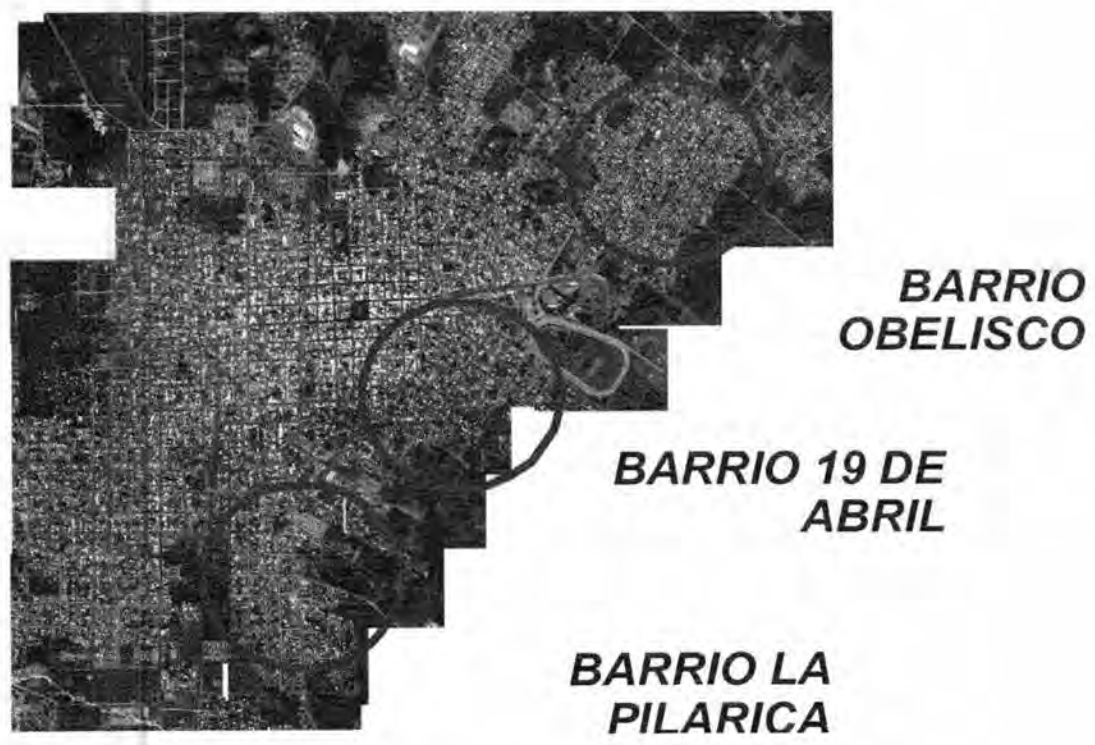 BARRIO
OBELISCO
BARRIO 19 DE
ABRIL
BARRIO LA
PILARICA